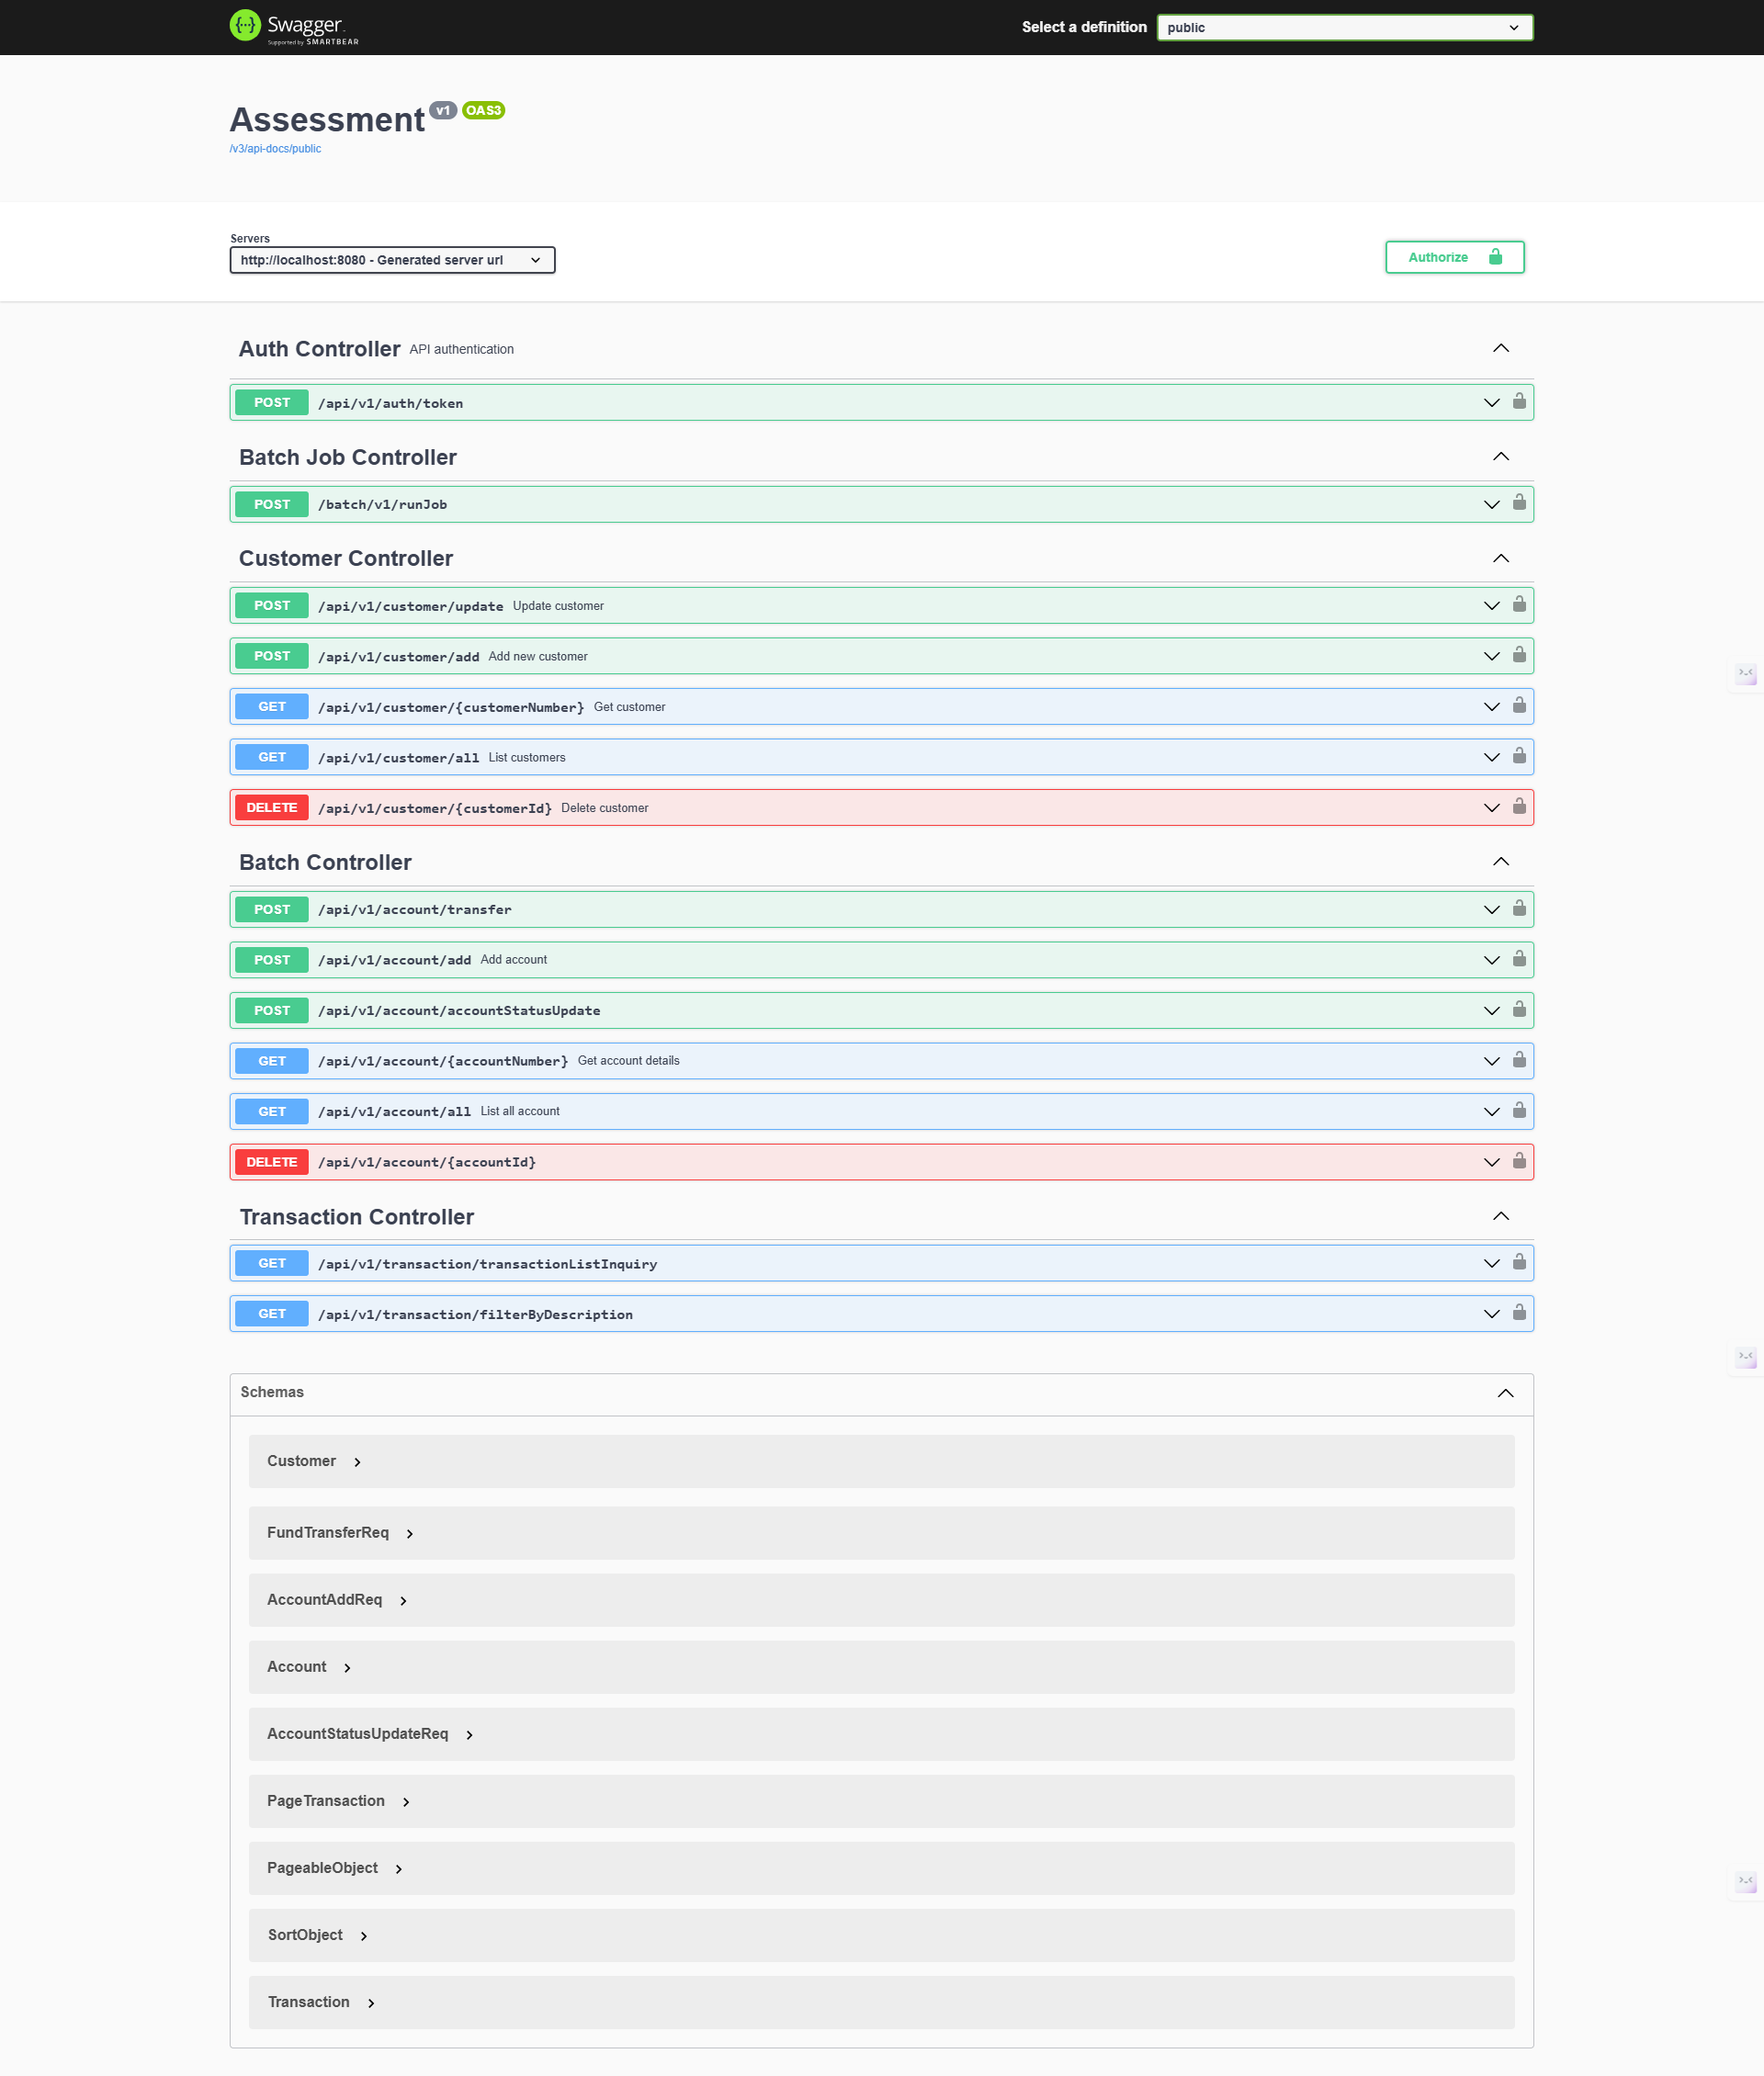 Swagger
Supported by SMARTBEAR
Select a definition
public
Assessment v1 OAS3
/v3/api-docs/public
Servers
http://localhost:8080 - Generated server url
Authorize
Auth Controller API authentication
POST /api/v1/auth/token
Batch Job Controller
POST /batch/v1/runJob
Customer Controller
POST /api/v1/customer/update Update customer
POST /api/v1/customer/add Add new customer
GET /api/v1/customer/{customerNumber} Get customer
GET /api/v1/customer/all List customers
DELETE /api/v1/customer/{customerId} Delete customer
Batch Controller
POST /api/v1/account/transfer
POST /api/v1/account/add Add account
POST /api/v1/account/accountStatusUpdate
GET /api/v1/account/{accountNumber} Get account details
GET /api/v1/account/all List all account
DELETE /api/v1/account/{accountId}
Transaction Controller
GET /api/v1/transaction/transactionListInquiry
GET /api/v1/transaction/filterByDescription
Schemas
Customer
FundTransferReq
AccountAddReq
Account
AccountStatusUpdateReq
PageTransaction
PageableObject
SortObject
Transaction